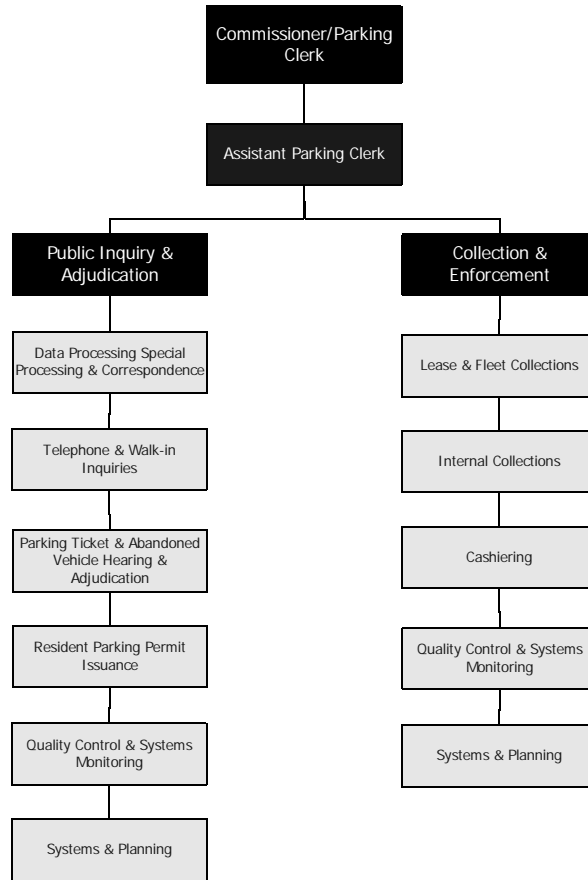 Commissioner/Parking
Clerk
Assistant Parking Clerk
Public Inquiry &
Adjudication
Data Processing Special
Processing & Correspondence
Telephone & Walk-in
Inquiries
Parking Ticket & Abandoned
Vehicle Hearing &
Adjudication
Resident Parking Permit
Issuance
Quality Control & Systems
Monitoring
Systems & Planning
Collection &
Enforcement
Lease & Fleet Collections
Internal Collections
Cashiering
Quality Control & Systems
Monitoring
Systems & Planning